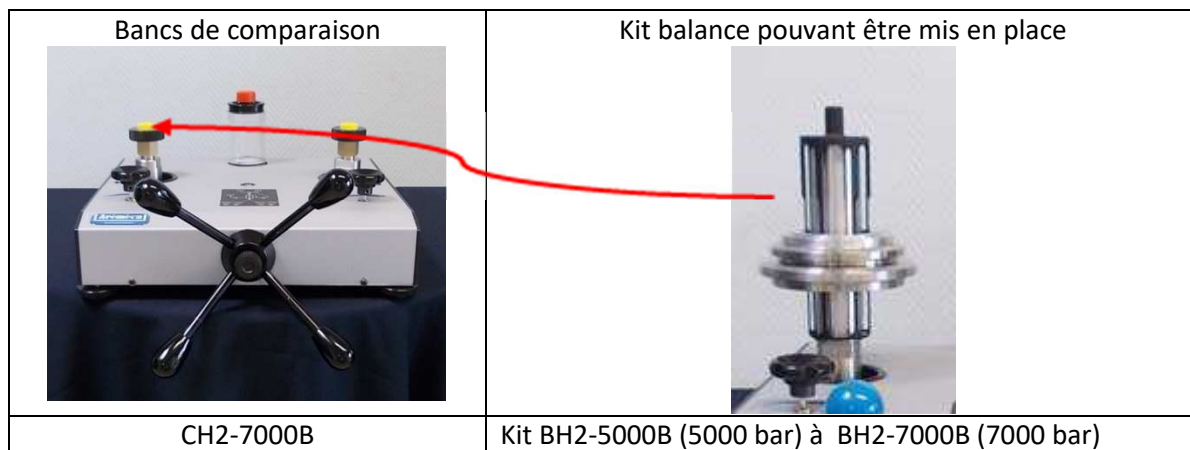 Bancs de comparaison
Kit balance pouvant être mis en place
Aremeca
CH2-7000B
Kit BH2-5000B (5000 bar) à BH2-7000B (7000 bar)